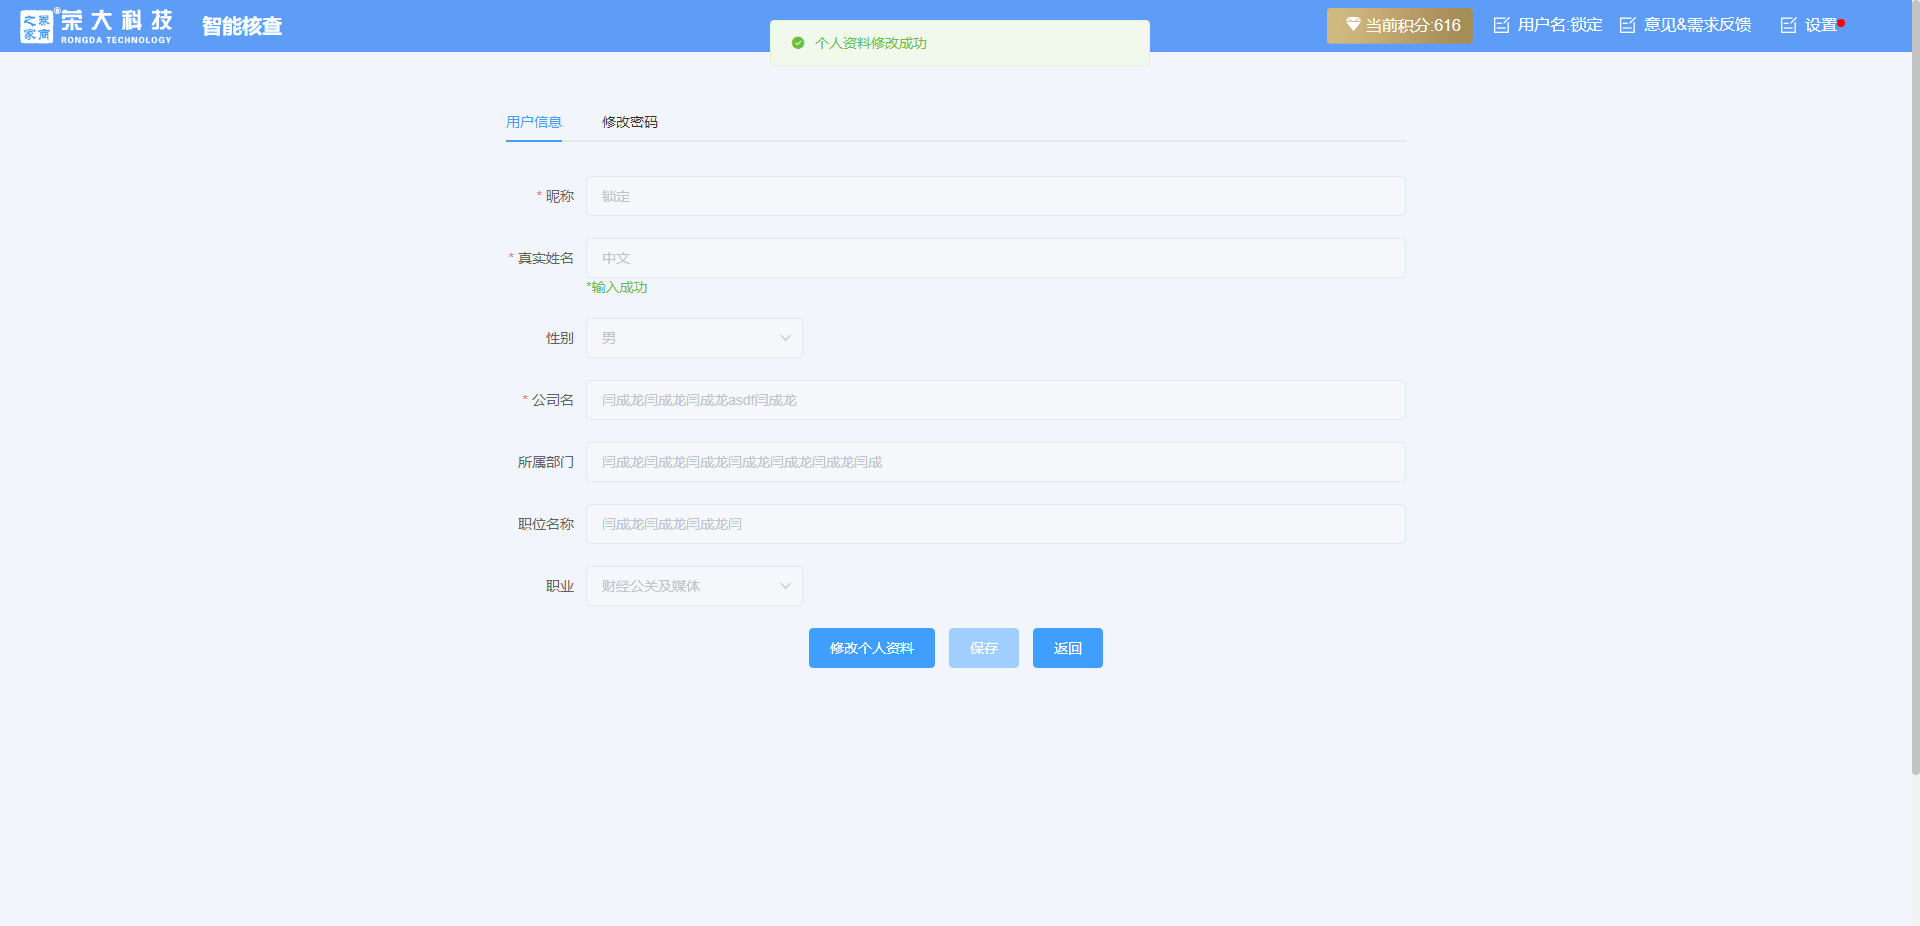 荣大科技
RONGDA TECHNOLOGY
智能核查
个人资料修改成功
当前积分:616
用户名:锁定
意见&需求反馈
设置
用户信息
修改密码
* 昵称
锁定
* 真实姓名
中文
*输入成功
性别
男
* 公司名
闫成龙闫成龙闫成龙asdf闫成龙
所属部门
闫成龙闫成龙闫成龙闫成龙闫成龙闫成龙闫成
职位名称
闫成龙闫成龙闫成龙闫
职业
财经公关及媒体
修改个人资料
保存
返回